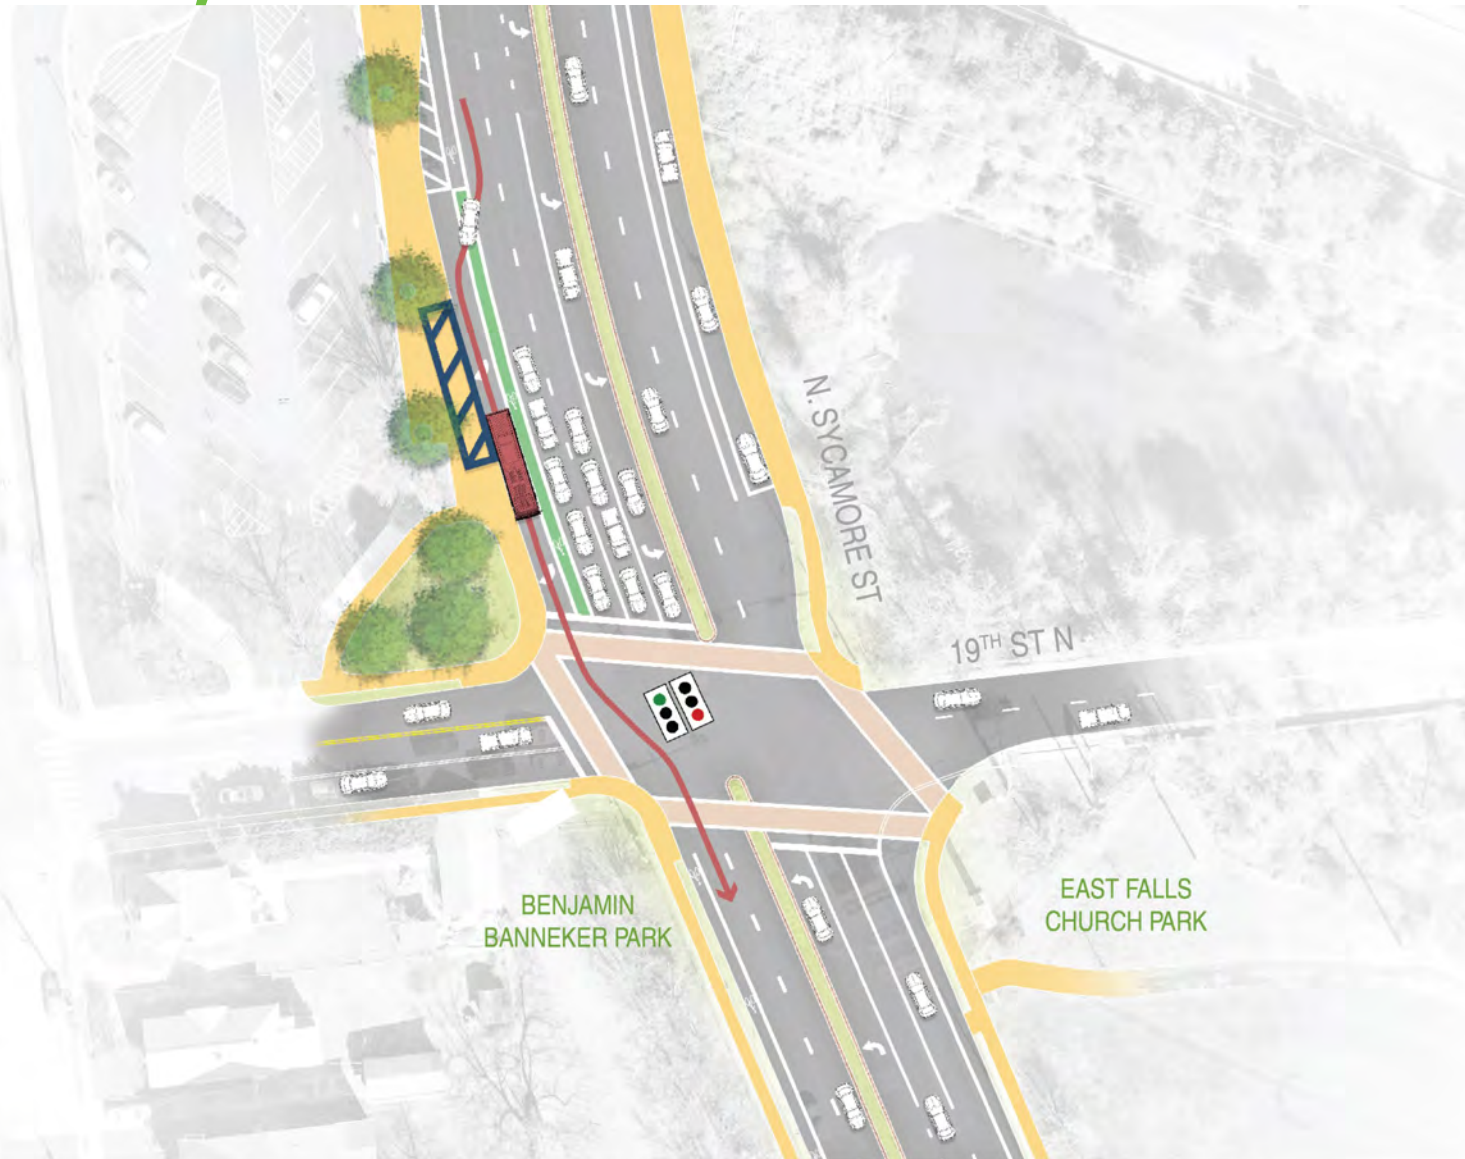 N. SYCAMORE ST
19TH ST N
BENJAMIN
BANNEKER PARK
EAST FALLS
CHURCH PARK